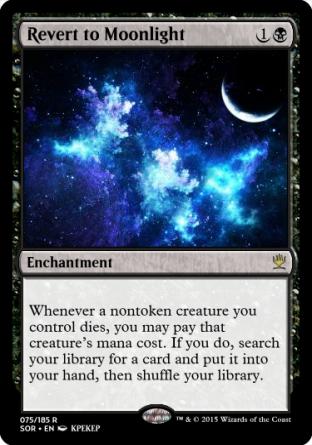 Revert to Moonlight 1
Enchantment
Whenever a nontoken creature you
control dies, you may pay that
creature's mana cost. If you do, search
your library for a card and put it into
your hand, then shuffle your library.
075/185 R
SOR • EN KPEKEP
™ & © 2015 Wizards of the Coast